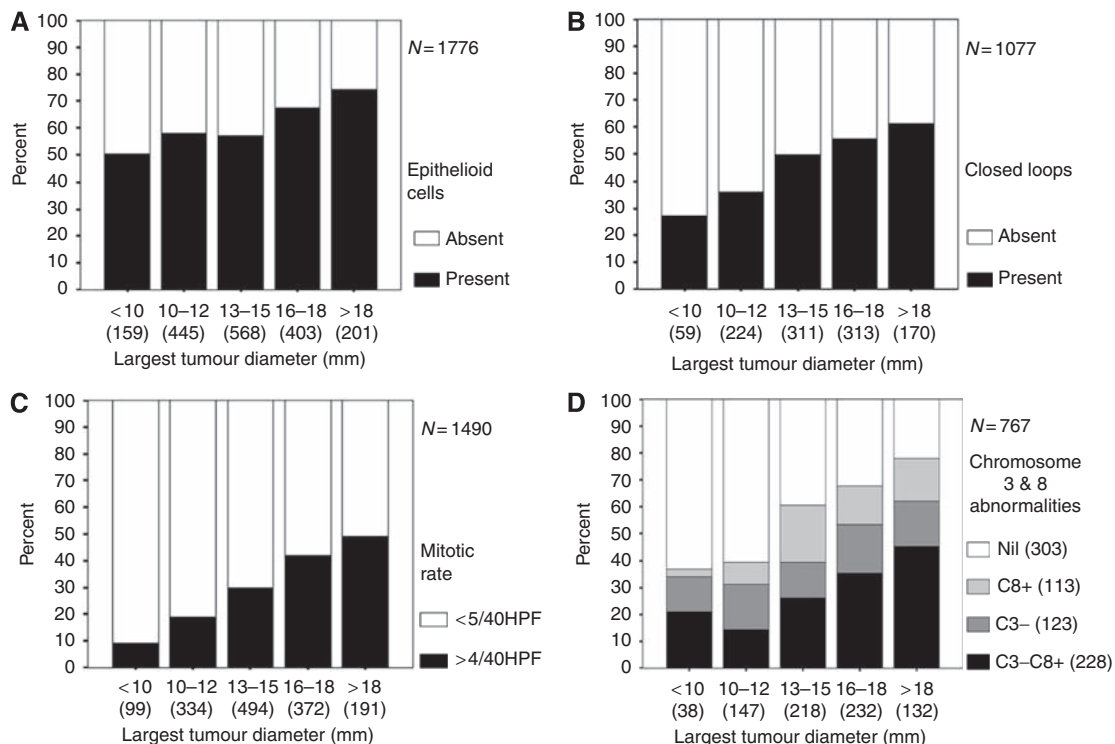 A
100
90
80
70
60
50
40
30
20
10
0
Percent
N=1776
Epithelioid
cells
Absent
Present
<10 10–12 13–15 16–18 >18
(159) (445) (568) (403) (201)
Largest tumour diameter (mm)
B
100
90
80
70
60
50
40
30
20
10
0
Percent
N=1077
Closed loops
Absent
Present
<10 10–12 13–15 16–18 >18
(59) (224) (311) (313) (170)
Largest tumour diameter (mm)
C
100
90
80
70
60
50
40
30
20
10
0
Percent
N=1490
Mitotic
rate
<5/40HPF
>4/40HPF
<10 10–12 13–15 16–18 >18
(99) (334) (494) (372) (191)
Largest tumour diameter (mm)
D
100
90
80
70
60
50
40
30
20
10
0
Percent
N=767
Chromosome
3 & 8
abnormalities
Nil (303)
C8+ (113)
C3– (123)
C3–C8+ (228)
<10 10–12 13–15 16–18 >18
(38) (147) (218) (232) (132)
Largest tumour diameter (mm)